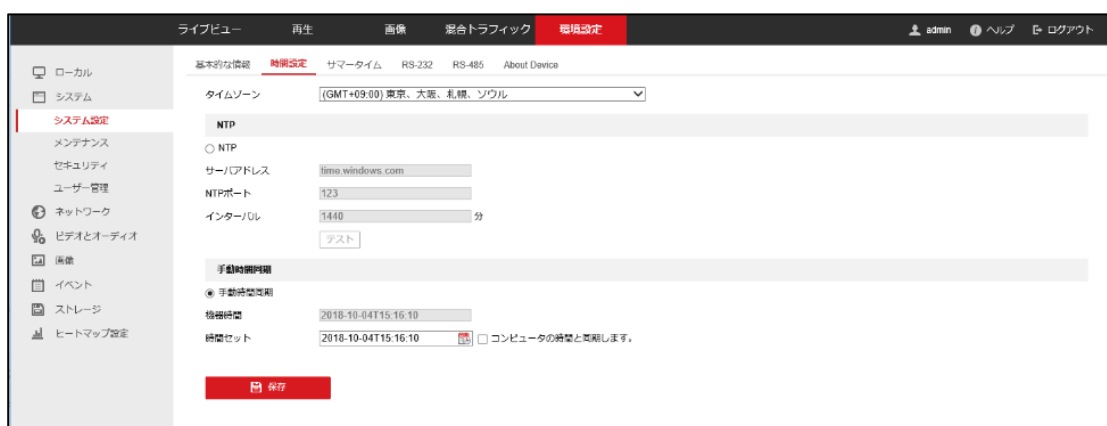 ライブビュー 再生 画像 混合トラフィック 環境設定 admin ヘルプ ログアウト
ローカル
システム
システム設定
メンテナンス
セキュリティ
ユーザー管理
ネットワーク
ビデオとオーディオ
画像
イベント
ストレージ
ヒートマップ設定
基本的な情報 時間設定 サマータイム RS-232 RS-485 About Device
タイムゾーン (GMT+09:00) 東京、大阪、札幌、ソウル
NTP
NTP
サーバアドレス time.windows.com
NTPポート 123
インターバル 1440 分
テスト
手動時間同期
手動時間同期
機器時間 2018-10-04T15:16:10
時間セット 2018-10-04T15:16:10 コンピュータの時間と同期します。
保存